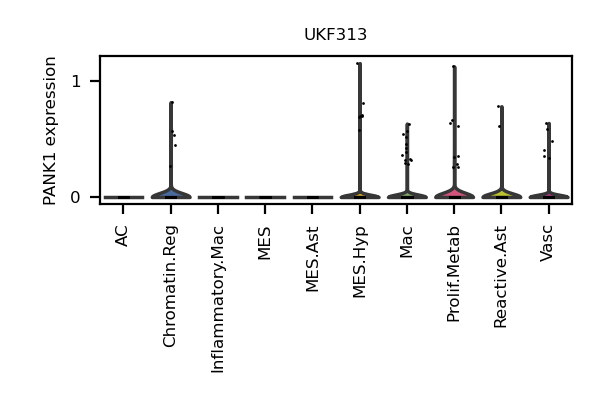 UKF313
PANK1 expression
1
0
AC
Chromatin.Reg
Inflammatory.Mac
MES
MES.Ast
MES.Hyp
Mac
Prolif.Metab
Reactive.Ast
Vasc